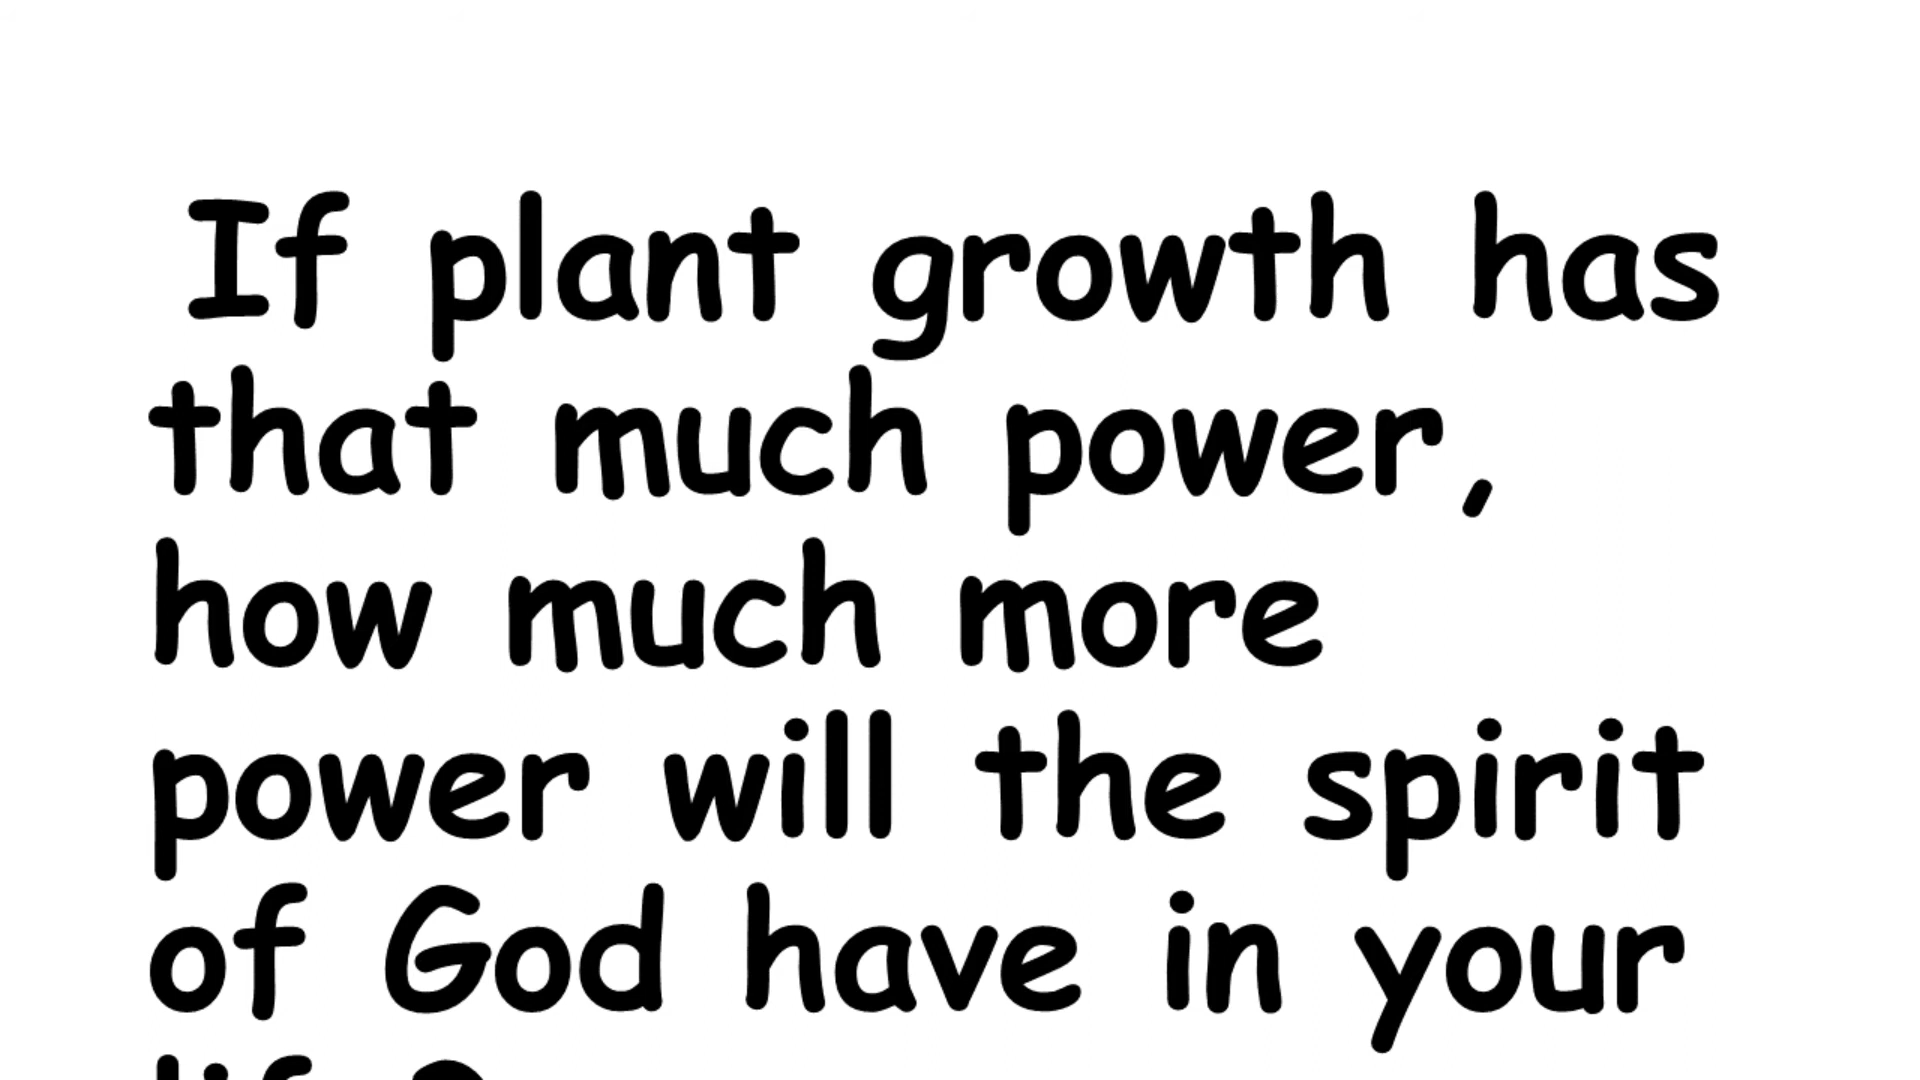 If plant growth has
that much power,
how much more
power will the spirit
of God have in your